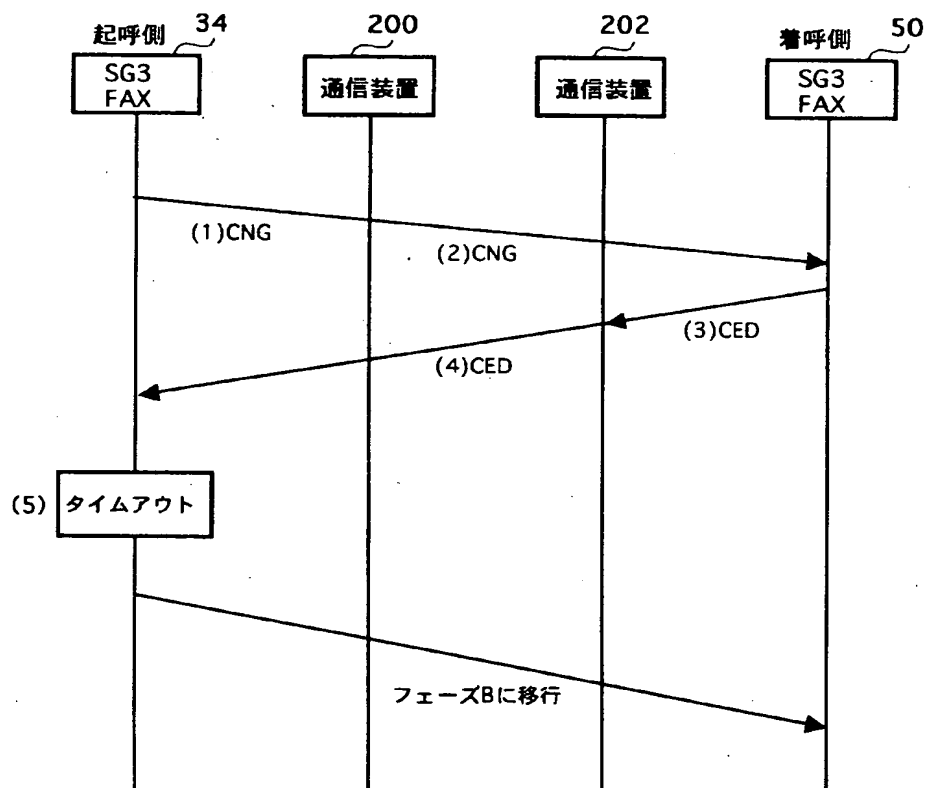 起呼側 34
SG3
FAX
200
通信装置
202
通信装置
着呼側 50
SG3
FAX
(1)CNG
(2)CNG
(3)CED
(4)CED
(5) タイムアウト
フェーズBに移行